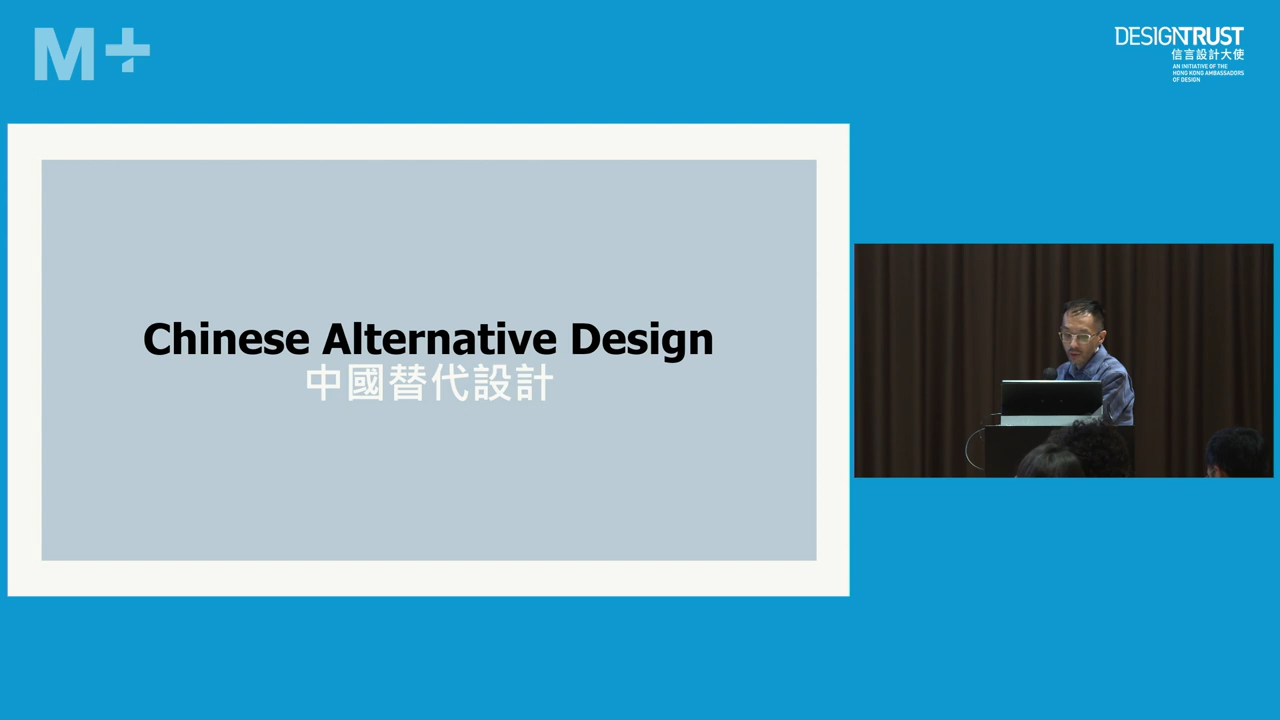 M+
DESIGNTRUST
信言設計大使
AN INITIATIVE OF THE
HONG KONG AMBASSADORS
OF DESIGN
Chinese Alternative Design
中國替代設計